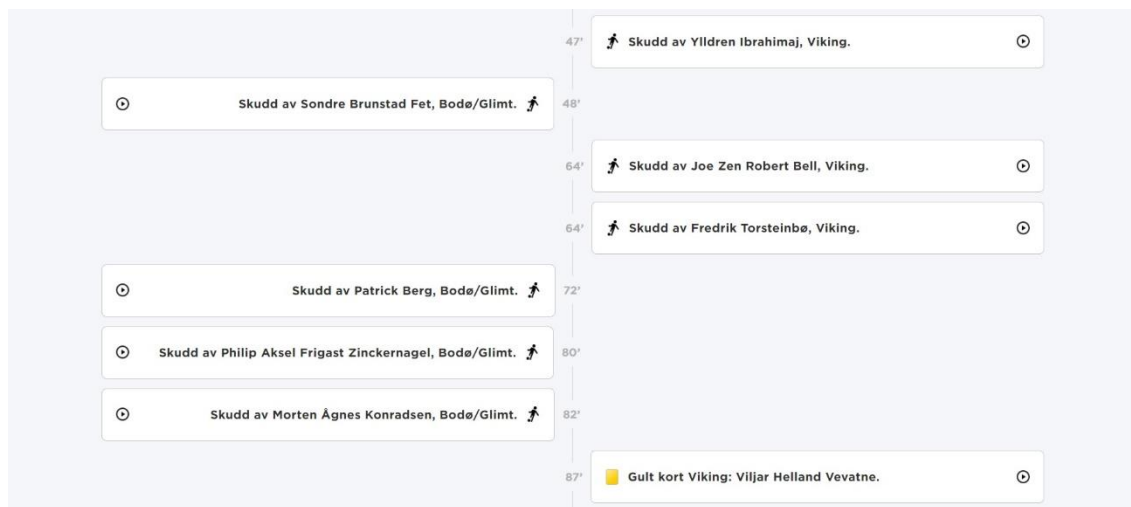 47'
Skudd av Ylldren Ibrahimaj, Viking.
Skudd av Sondre Brunstad Fet, Bodø/Glimt.
48'
64'
Skudd av Joe Zen Robert Bell, Viking.
64'
Skudd av Fredrik Torsteinbø, Viking.
Skudd av Patrick Berg, Bodø/Glimt.
72'
Skudd av Philip Aksel Frigast Zinckernagel, Bodø/Glimt.
80'
Skudd av Morten Ågnes Konradsen, Bodø/Glimt.
82'
87'
Gult kort Viking: Viljar Helland Vevatne.